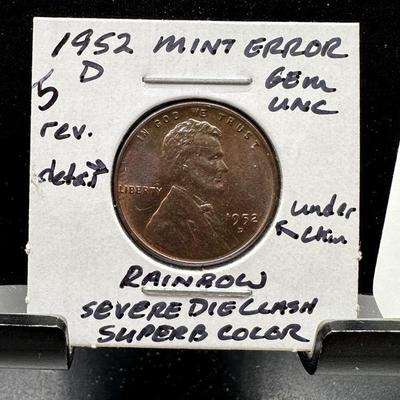 1952 MINT ERROR
D
GEM
UNC
5
rev.
detail
IN GOD WE TRUST
LIBERTY
1952
D
under
chin
RAINBOW
SEVERE DIE CLASH
SUPERB COLOR